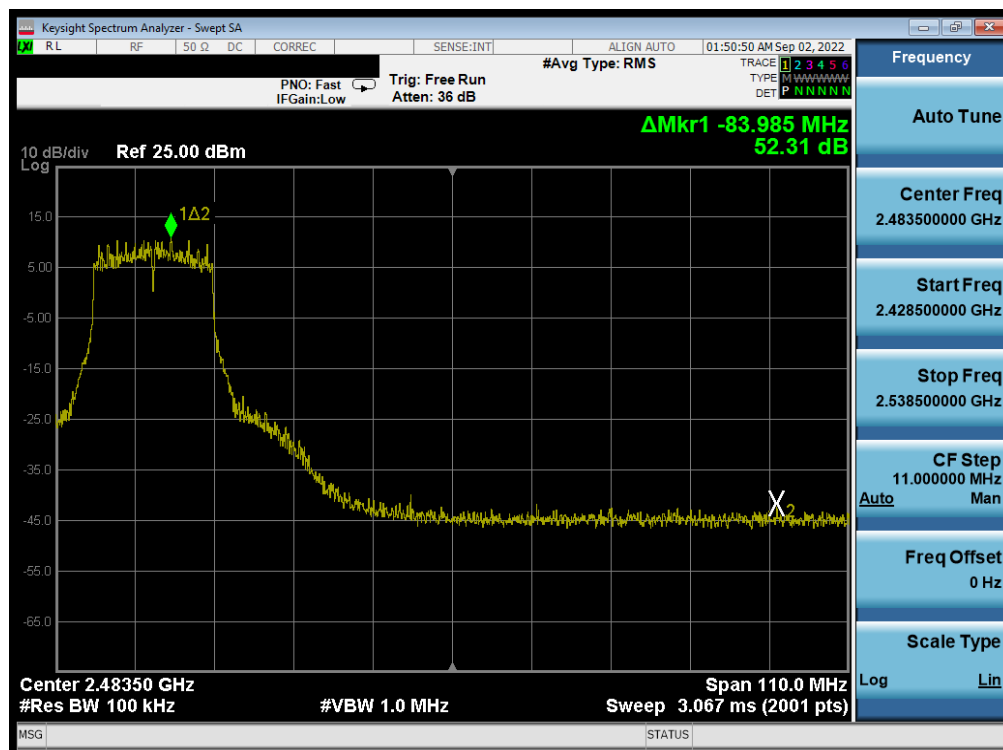 Keysight Spectrum Analyzer - Swept SA
LXI RL RF 50 Ω DC CORREC SENSE:INT ALIGN AUTO 01:50:50 AM Sep 02, 2022
#Avg Type: RMS
TRACE 1 2 3 4 5 6
TYPE M WWWWW
DET P N N N N N
PNO: Fast
IFGain:Low
Trig: Free Run
Atten: 36 dB
ΔMkr1 -83.985 MHz
52.31 dB
10 dB/div Ref 25.00 dBm
Log
15.0
5.00
-5.00
-15.0
-25.0
-35.0
-45.0
-55.0
-65.0
1Δ2
X2
Center 2.48350 GHz Span 110.0 MHz
#Res BW 100 kHz #VBW 1.0 MHz Sweep 3.067 ms (2001 pts)
MSG STATUS
Frequency
Auto Tune
Center Freq
2.483500000 GHz
Start Freq
2.428500000 GHz
Stop Freq
2.538500000 GHz
CF Step
11.000000 MHz
Auto Man
Freq Offset
0 Hz
Scale Type
Log Lin